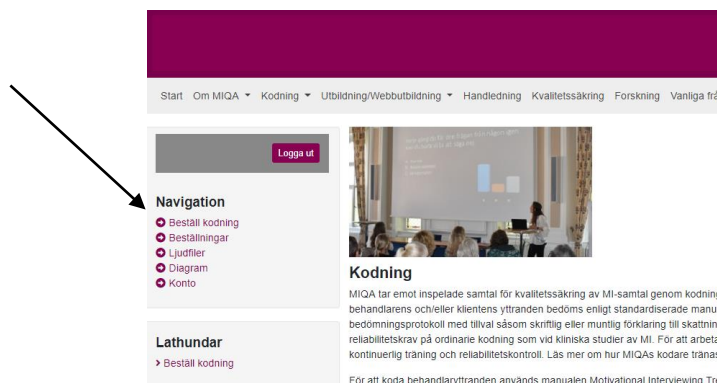 Start Om MIQA Kodning Utbildning/Webbutbildning Handledning Kvalitetssäkring Forskning Vanliga frå
Logga ut
Navigation
Beställ kodning
Beställningar
Ljudfiler
Diagram
Konto
Lathundar
Beställ kodning
Kodning
MIQA tar emot inspelade samtal för kvalitetssäkring av MI-samtal genom kodning
behandlarens och/eller klientens yttranden bedöms enligt standardiserade manu
bedömningsprotokoll med tillval såsom skriftlig eller muntlig förklaring till skattnin
reliabilitetskrav på ordinarie kodning som vid kliniska studier av MI. För att arbeta
kontinuerlig träning och reliabilitetskontroll. Läs mer om hur MIQAs kodare tränas
För att koda behandlaryttranden används manualen Motivational Interviewing Tre